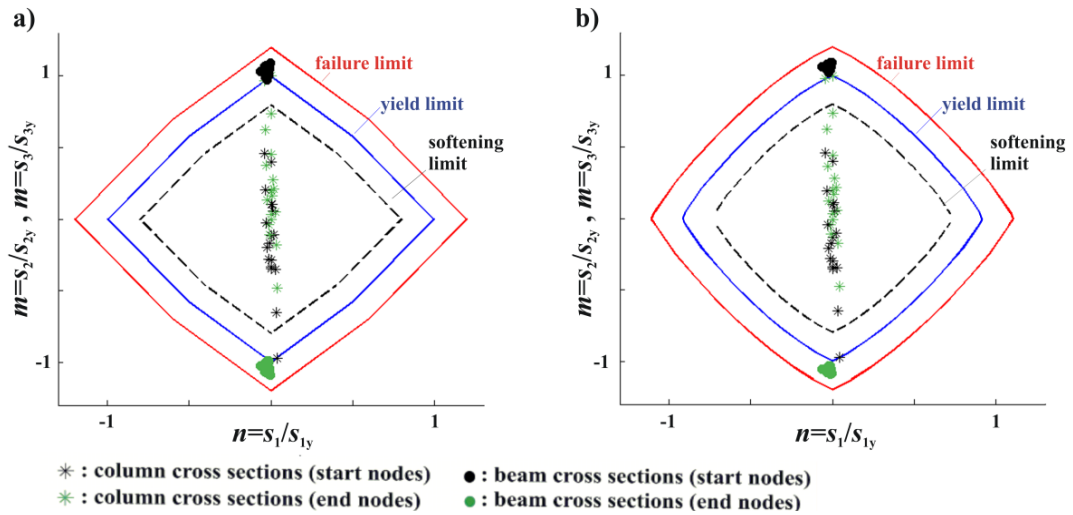 a)
failure limit
yield limit
softening
limit
1
-1
m=s2/s2y , m=s3/s3y
-1
1
n=s1/s1y
b)
failure limit
yield limit
softening
limit
1
-1
m=s2/s2y , m=s3/s3y
-1
1
n=s1/s1y
✳ : column cross sections (start nodes)
● : beam cross sections (start nodes)
✳ : column cross sections (end nodes)
● : beam cross sections (end nodes)